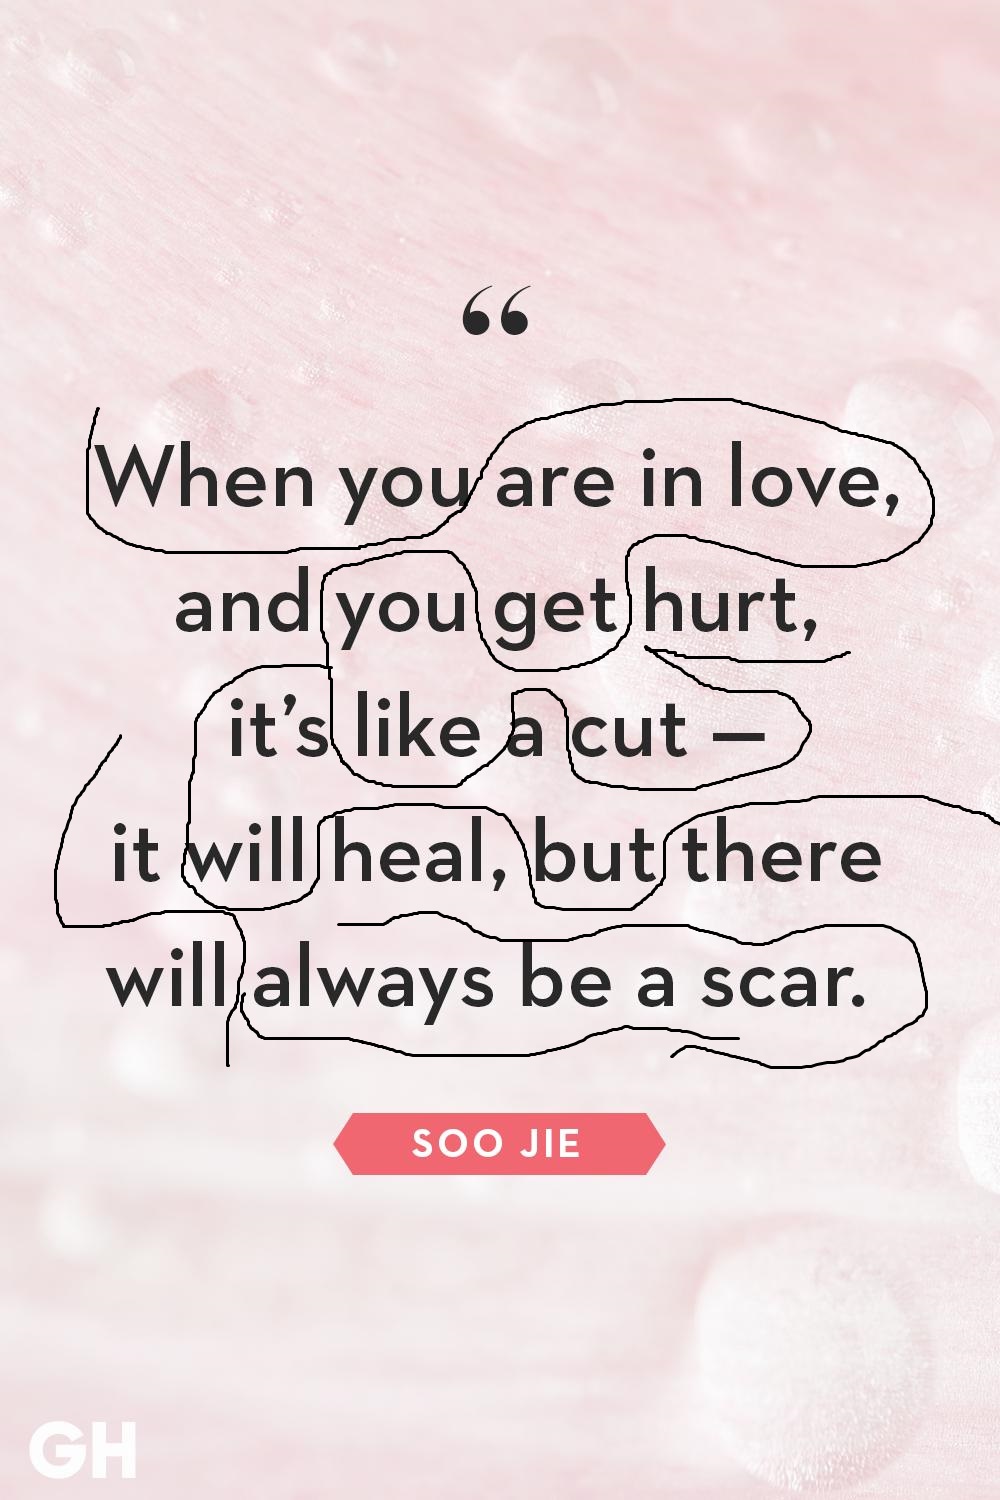 “
When you are in love,
and you get hurt,
it’s like a cut —
it will heal, but there
will always be a scar.
SOO JIE
GH